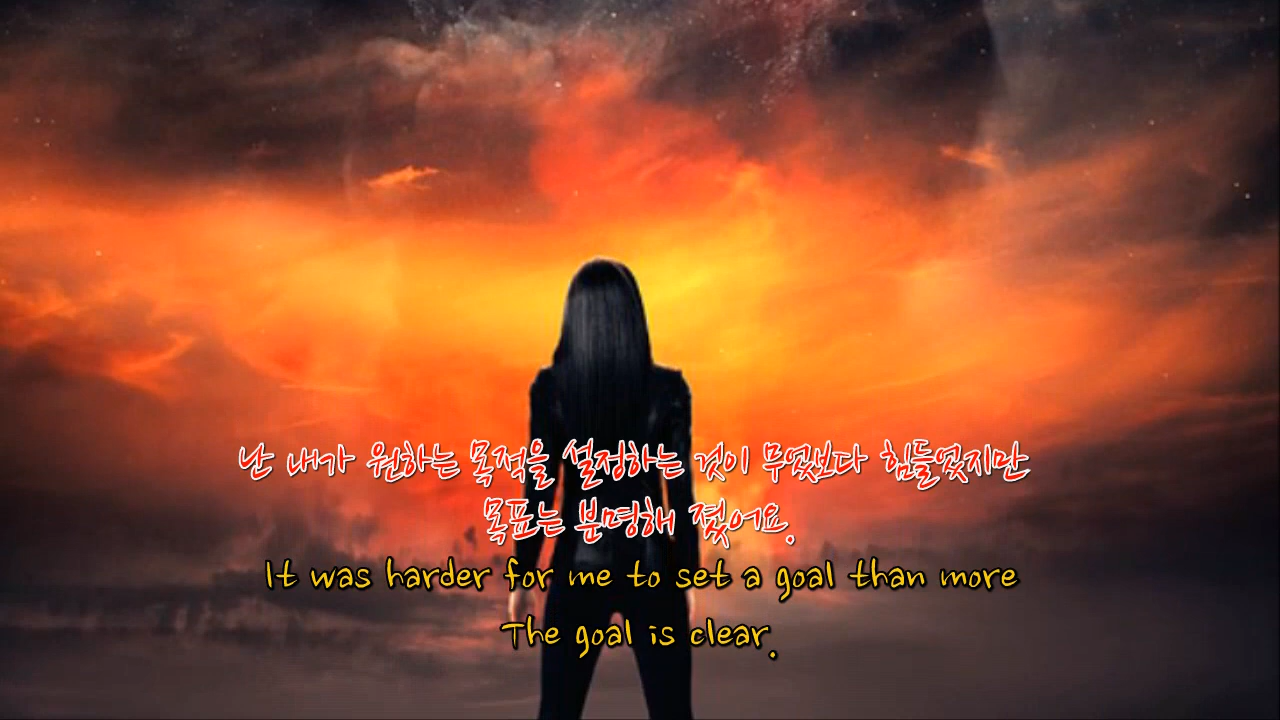 난 내가 원하는 목적을 설정하는 것이 무엇보다 힘들었지만
목표는 분명해 졌어요.
It was harder for me to set a goal than more
The goal is clear.